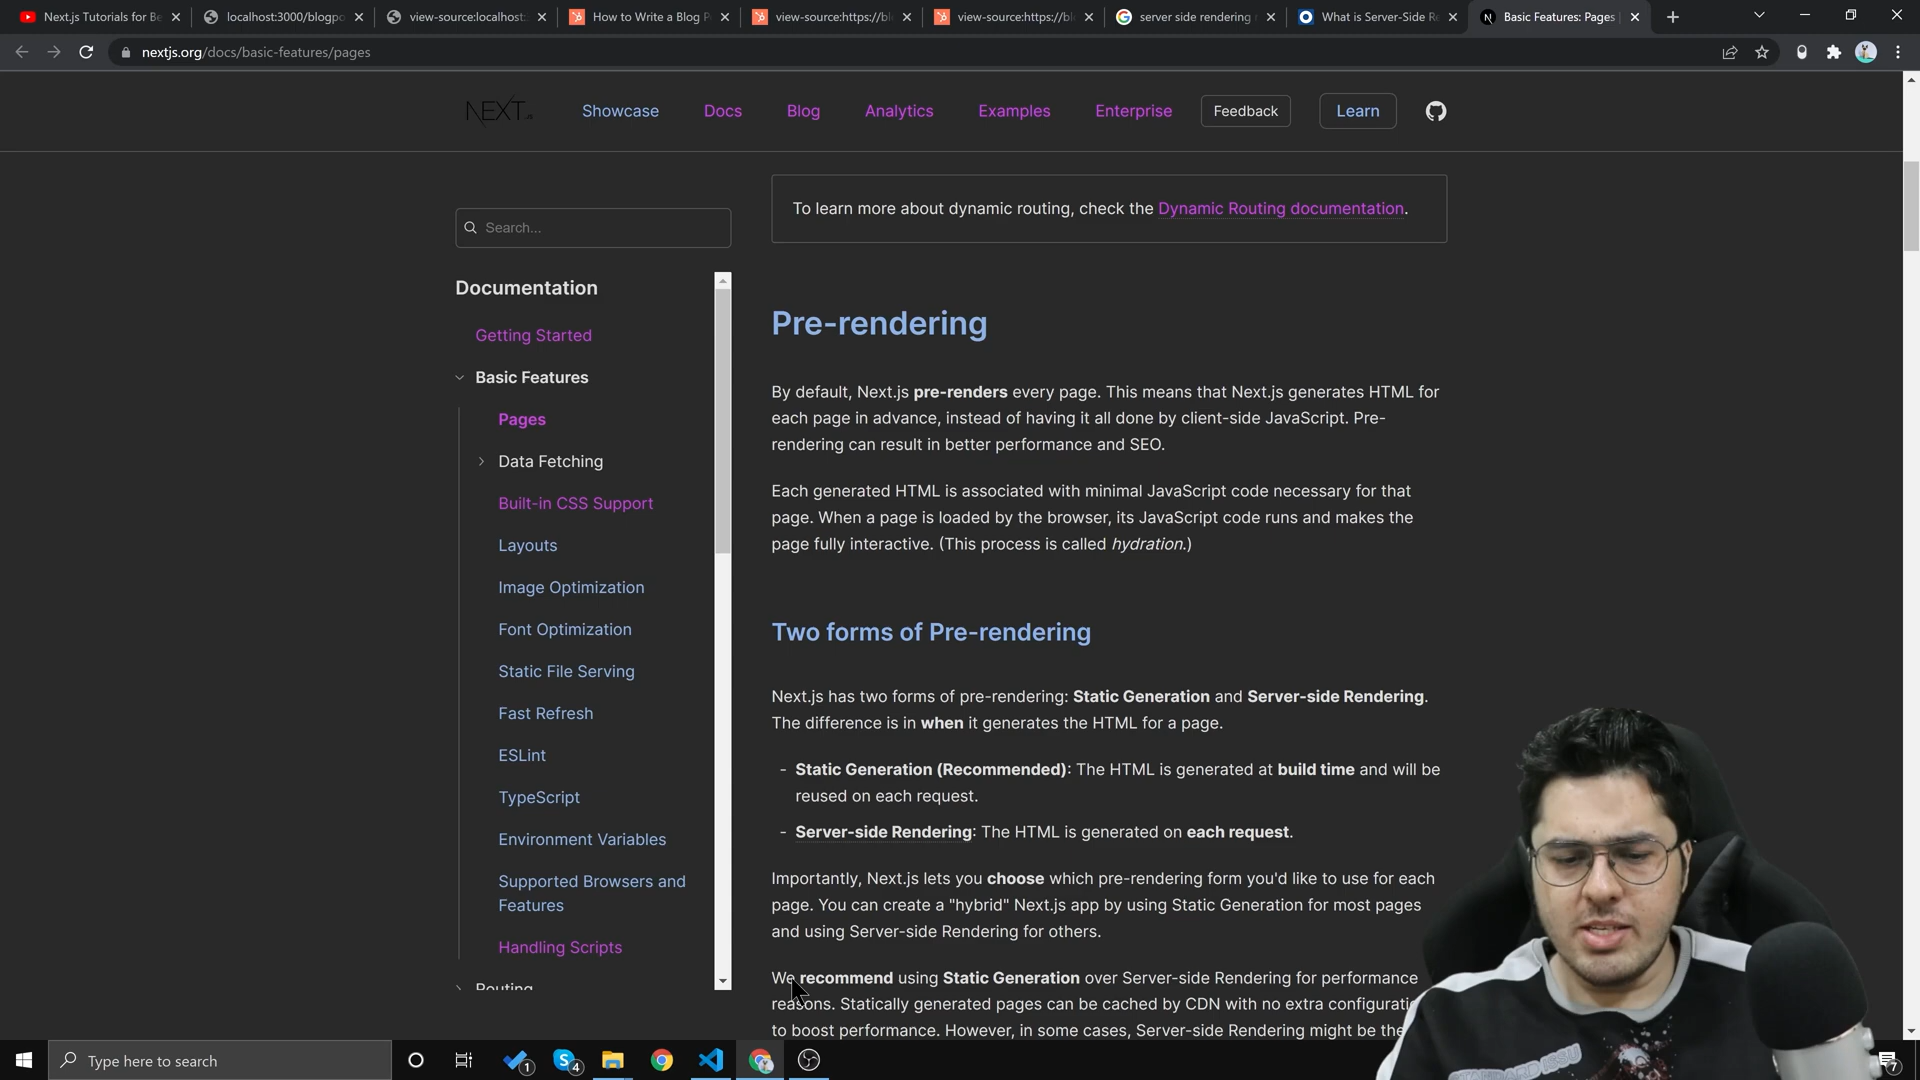 Next.js Tutorials for Be
localhost:3000/blogpo
view-source:localhost:
How to Write a Blog P
view-source:https://bl
view-source:https://bl
server side rendering
What is Server-Side R
Basic Features: Pages |
nextjs.org/docs/basic-features/pages
NEXT.JS
Showcase
Docs
Blog
Analytics
Examples
Enterprise
Feedback
Learn
Search...
Documentation
Getting Started
Basic Features
Pages
Data Fetching
Built-in CSS Support
Layouts
Image Optimization
Font Optimization
Static File Serving
Fast Refresh
ESLint
TypeScript
Environment Variables
Supported Browsers and
Features
Handling Scripts
Routing
To learn more about dynamic routing, check the Dynamic Routing documentation.
Pre-rendering
By default, Next.js pre-renders every page. This means that Next.js generates HTML for
each page in advance, instead of having it all done by client-side JavaScript. Pre-
rendering can result in better performance and SEO.
Each generated HTML is associated with minimal JavaScript code necessary for that
page. When a page is loaded by the browser, its JavaScript code runs and makes the
page fully interactive. (This process is called hydration.)
Two forms of Pre-rendering
Next.js has two forms of pre-rendering: Static Generation and Server-side Rendering.
The difference is in when it generates the HTML for a page.
- Static Generation (Recommended): The HTML is generated at build time and will be
reused on each request.
- Server-side Rendering: The HTML is generated on each request.
Importantly, Next.js lets you choose which pre-rendering form you'd like to use for each
page. You can create a "hybrid" Next.js app by using Static Generation for most pages
and using Server-side Rendering for others.
We recommend using Static Generation over Server-side Rendering for performance
reasons. Statically generated pages can be cached by CDN with no extra configurati
to boost performance. However, in some cases, Server-side Rendering might be the
Type here to search
1
4
7
STANDARD ISSU